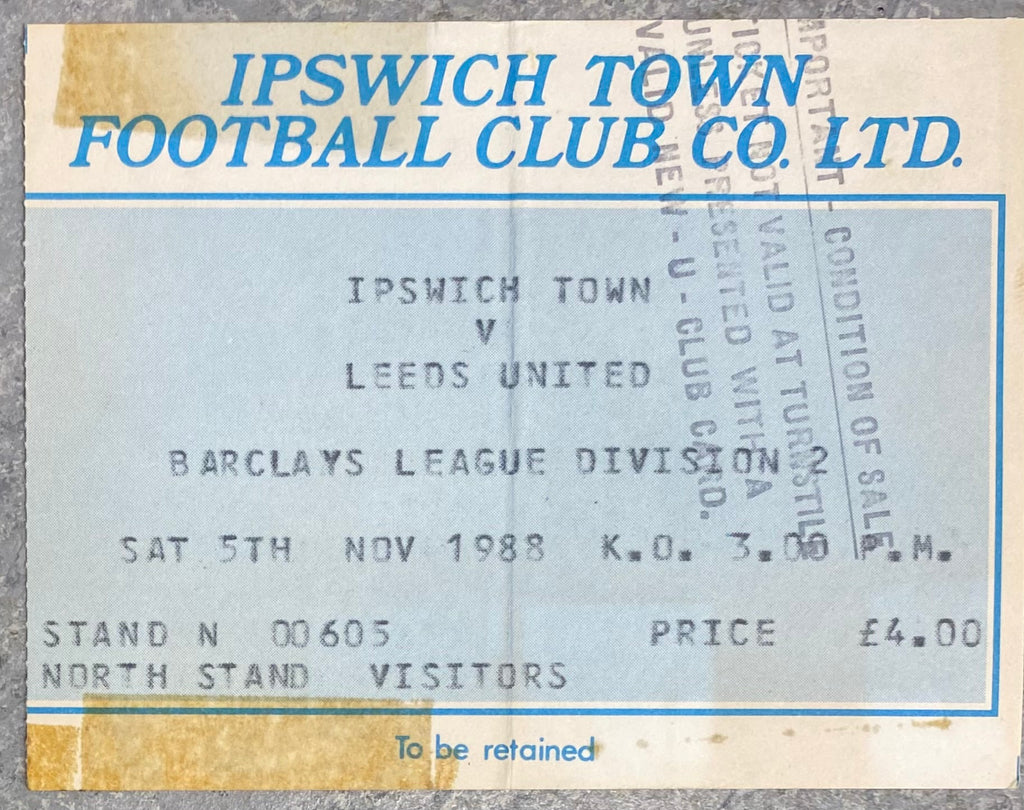 IPSWICH TOWN
FOOTBALL CLUB CO. LTD.
IPSWICH TOWN
V
LEEDS UNITED
BARCLAYS LEAGUE DIVISION 2
SAT 5TH NOV 1988 K.O. 3.00 P.M.
STAND N 00605 PRICE £4.00
NORTH STAND VISITORS
To be retained
IMPORTANT - CONDITION OF SALE
TICKET NOT VALID AT TURNSTILE
UNLESS PRESENTED WITH A
VALID NEW - U - CLUB CARD.